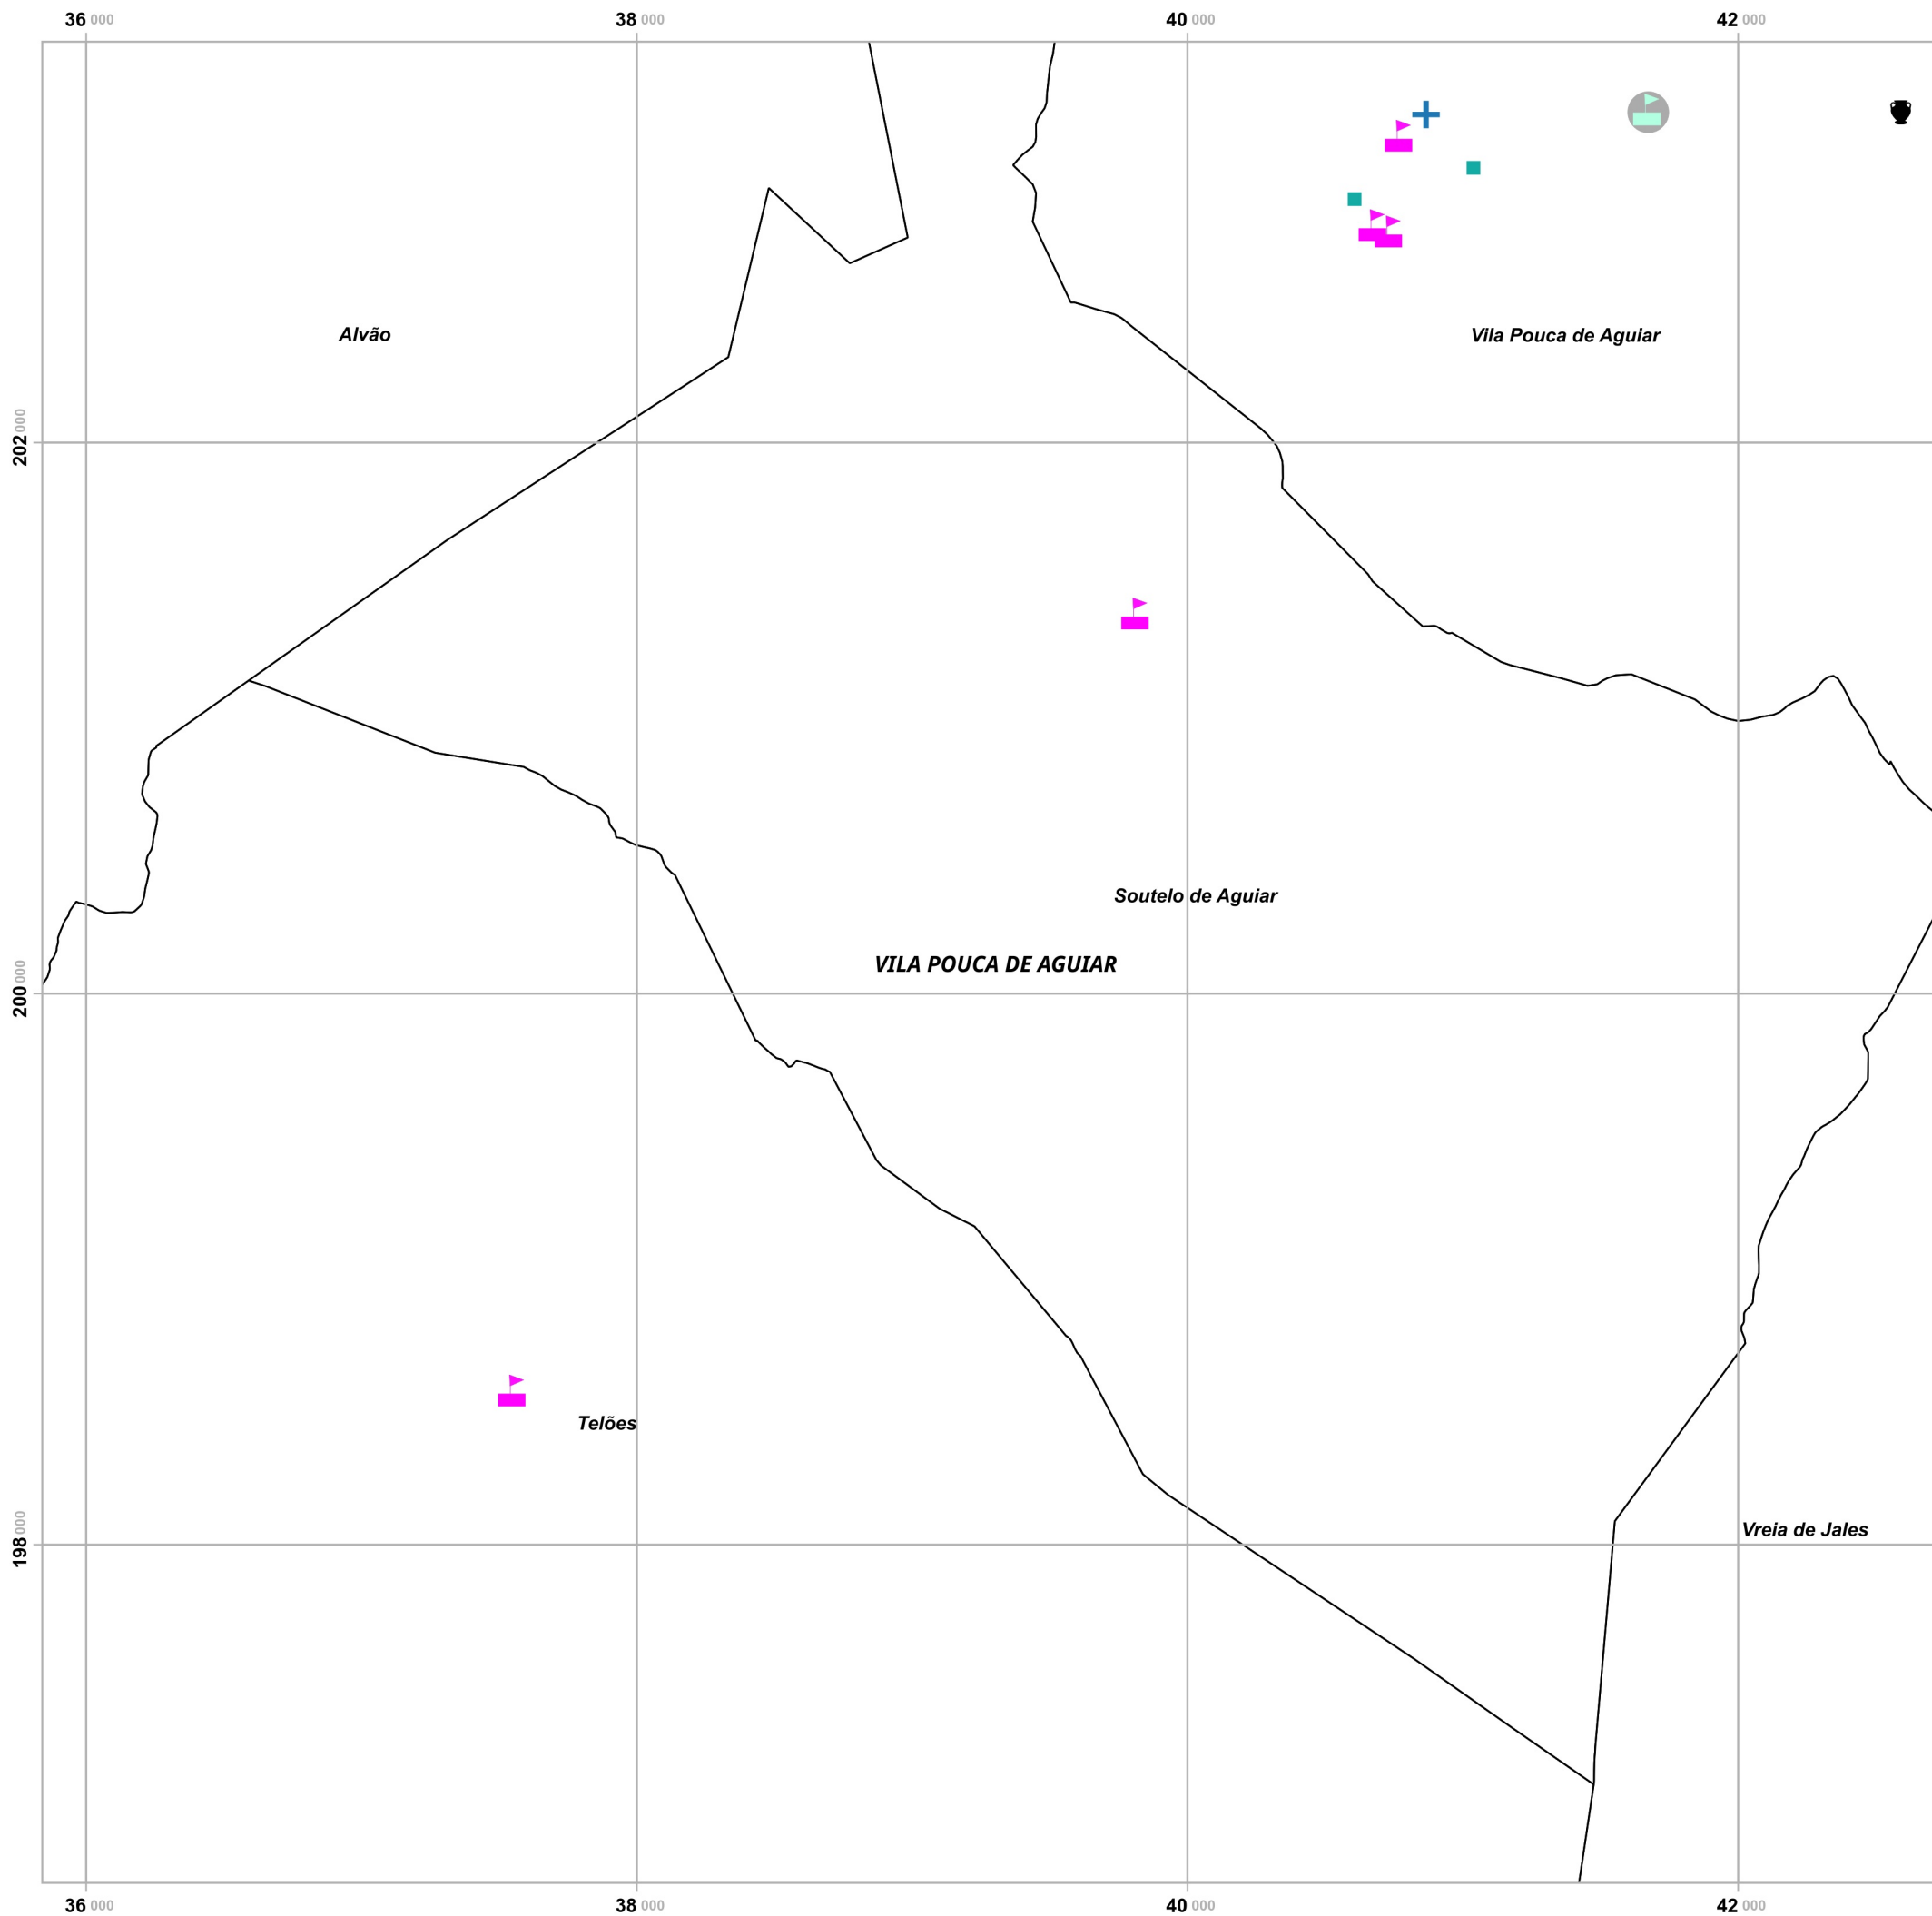 36 000 38 000 40 000 42 000
Alvão
Vila Pouca de Aguiar
202 000
Soutelo de Aguiar
VILA POUCA DE AGUIAR
200 000
Telões
Vreia de Jales
198 000
36 000 38 000 40 000 42 000